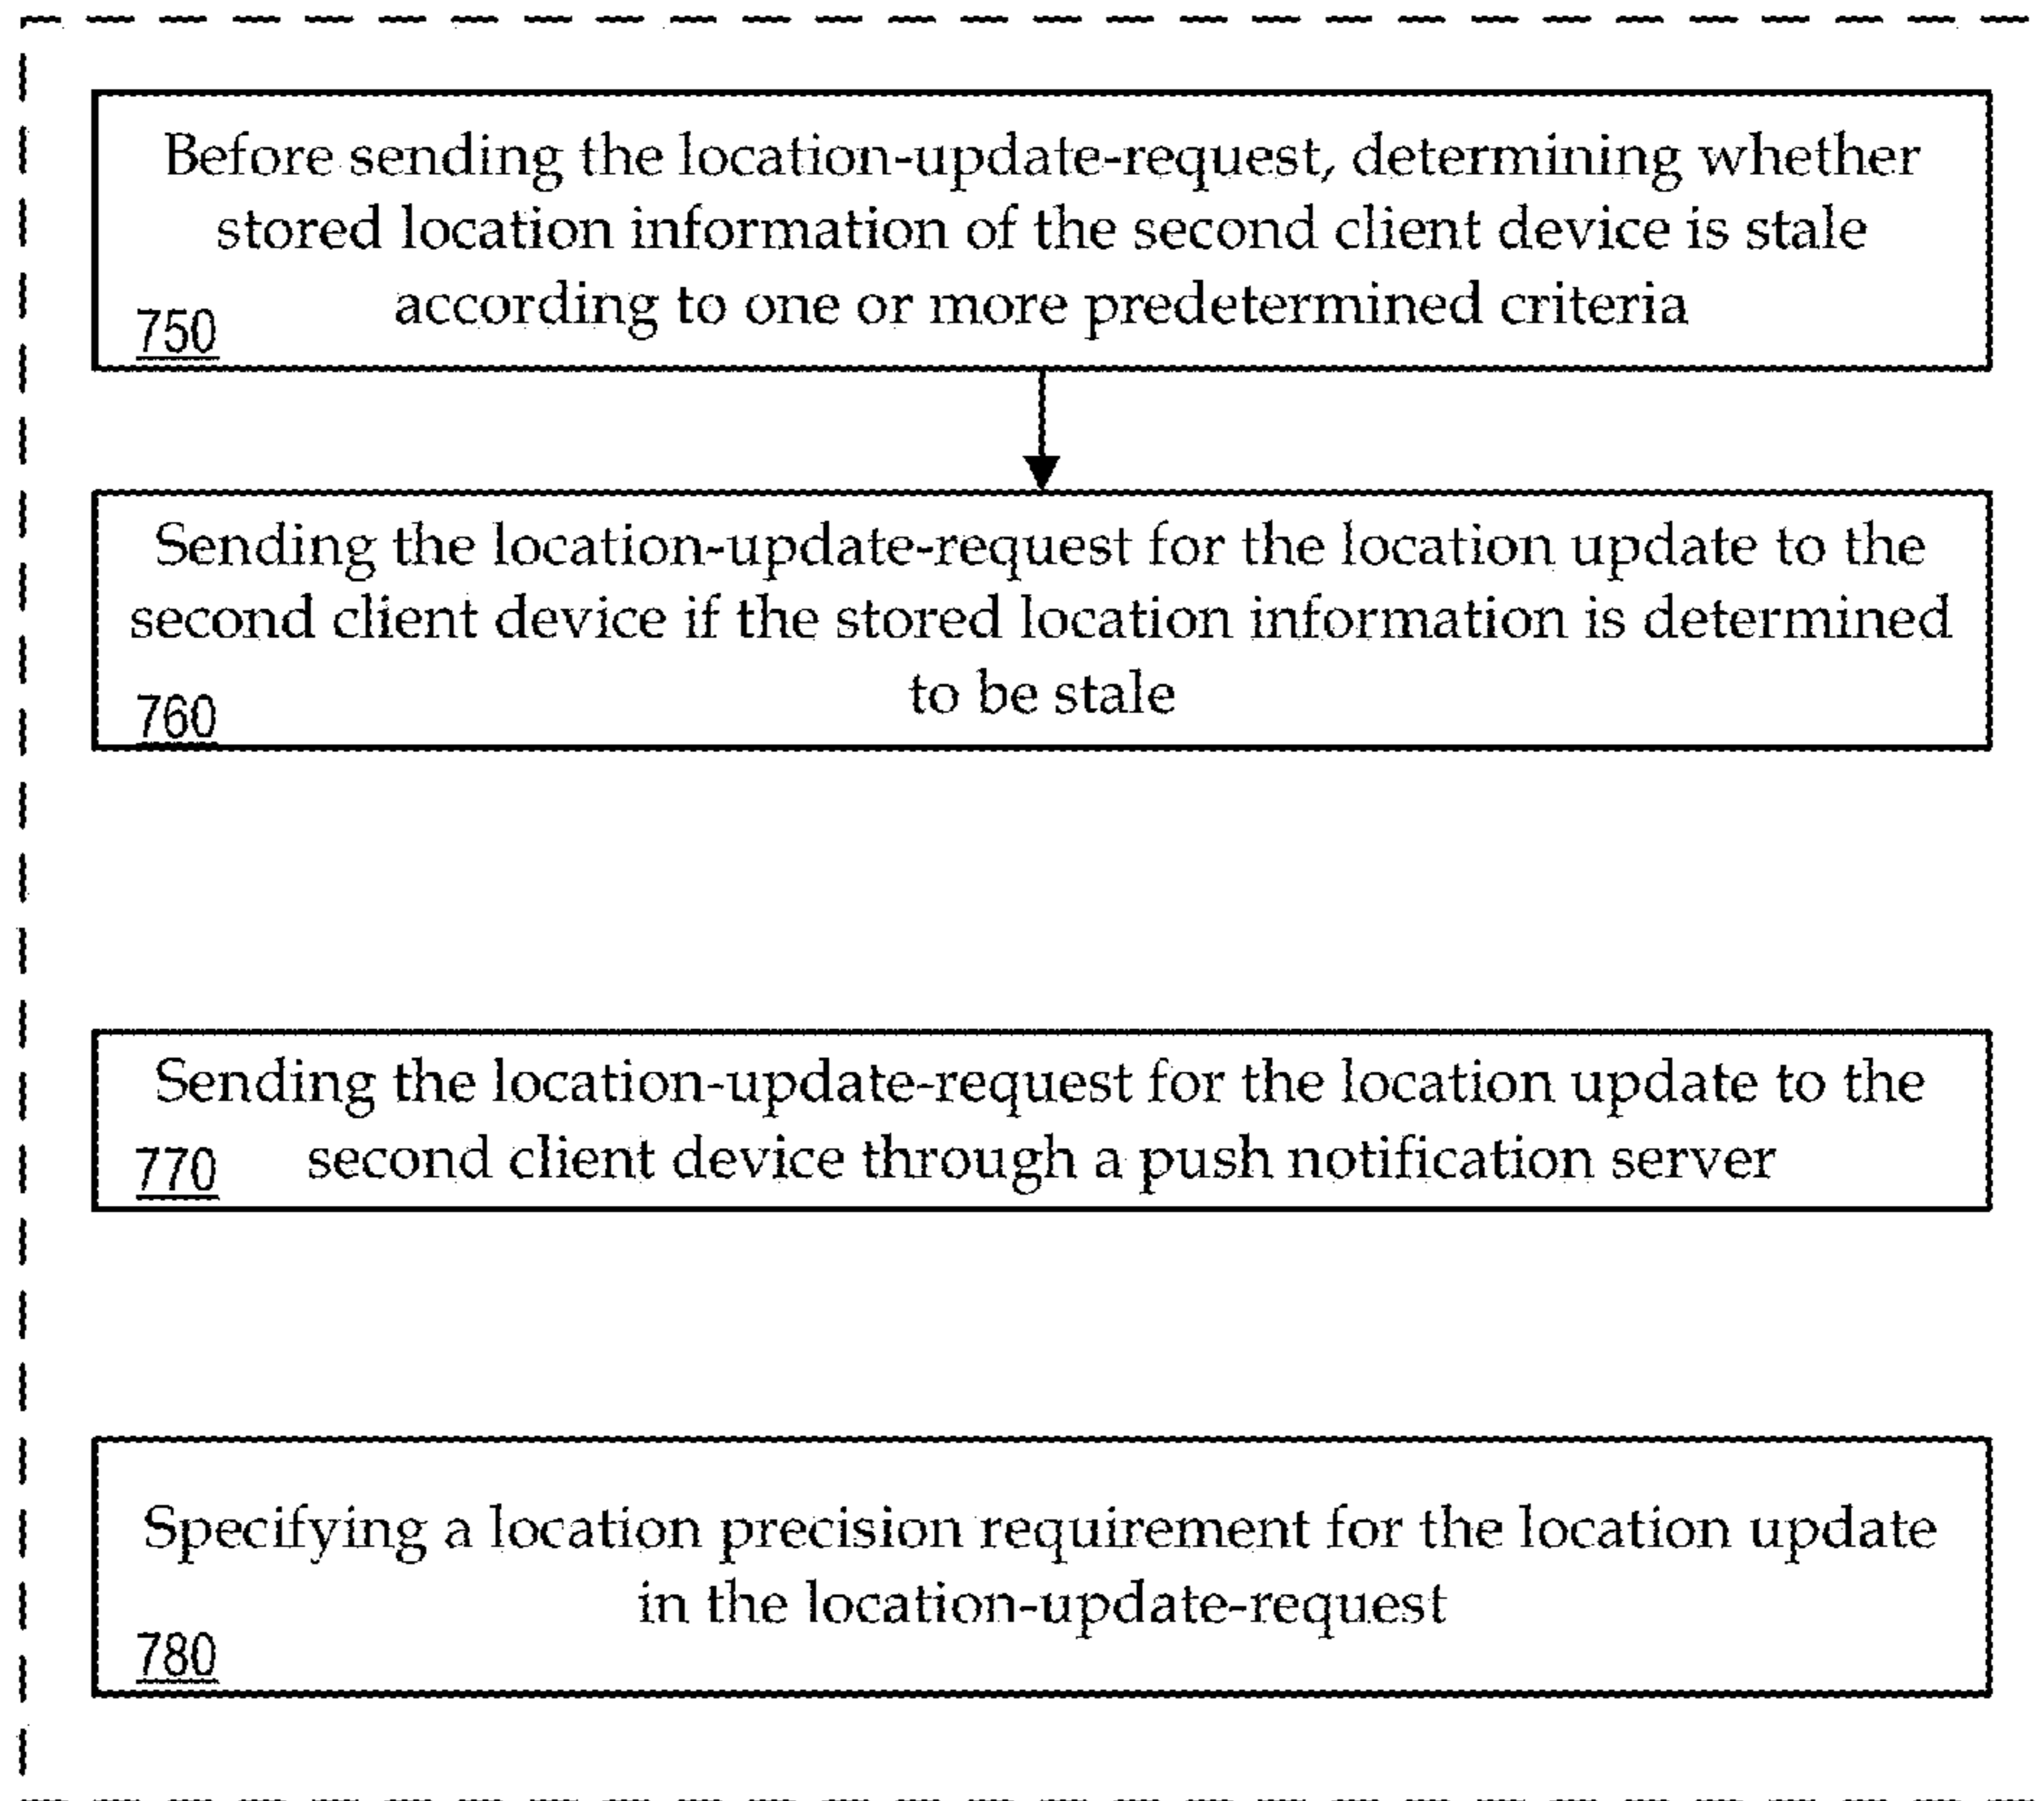 Before sending the location-update-request, determining whether
stored location information of the second client device is stale
according to one or more predetermined criteria
750
Sending the location-update-request for the location update to the
second client device if the stored location information is determined
to be stale
760
Sending the location-update-request for the location update to the
second client device through a push notification server
770
Specifying a location precision requirement for the location update
in the location-update-request
780